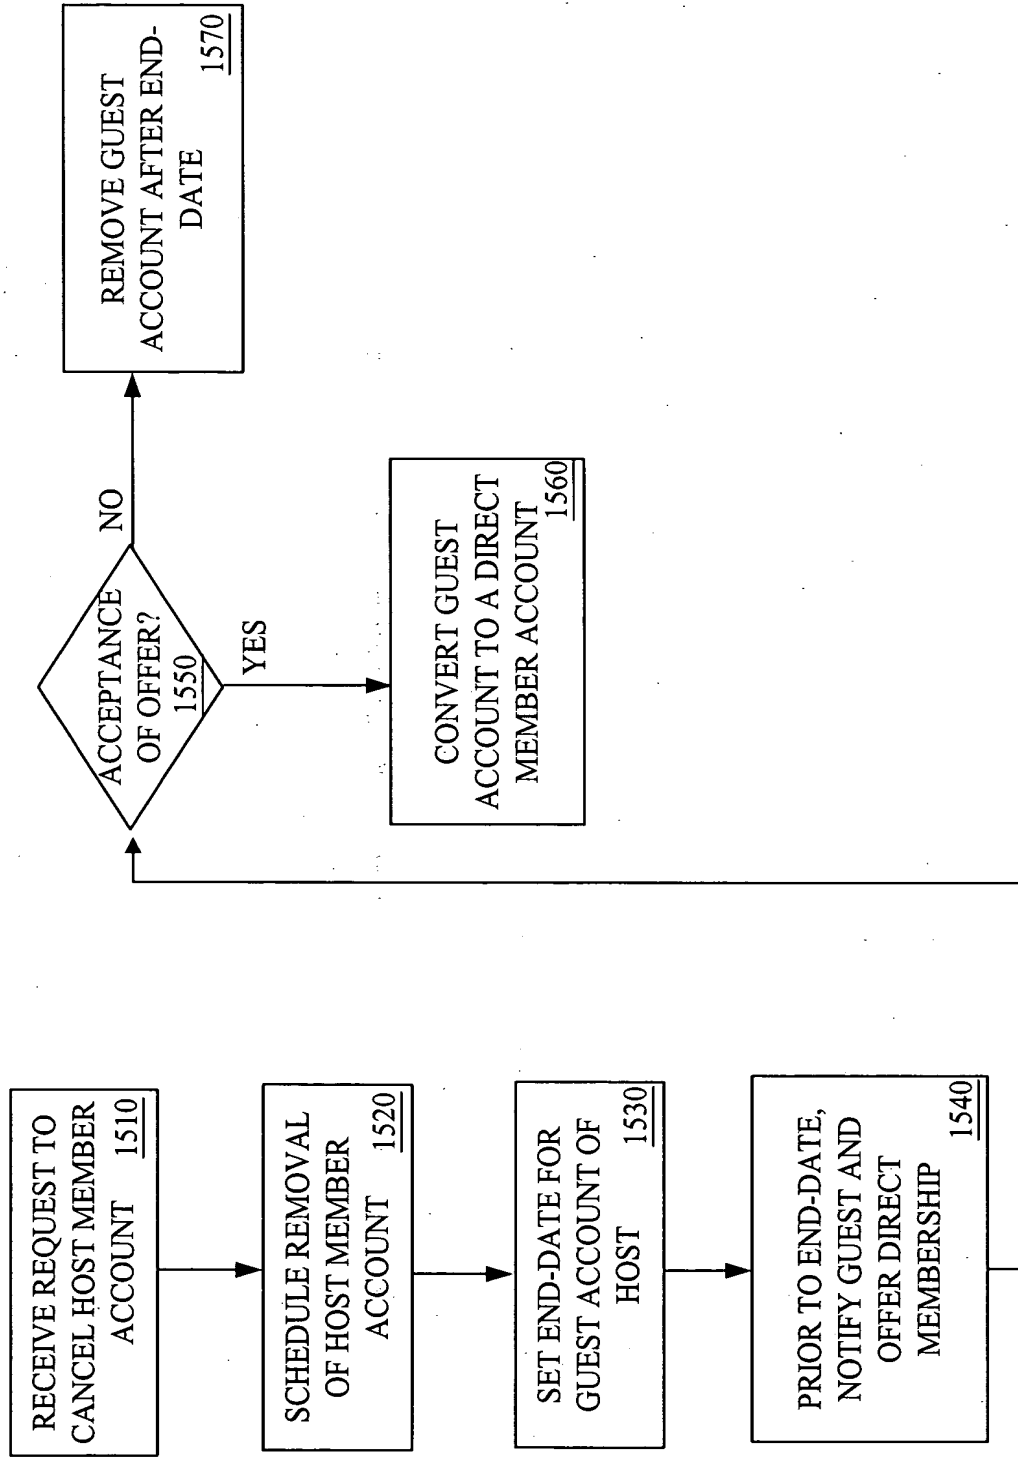 RECEIVE REQUEST TO
CANCEL HOST MEMBER
ACCOUNT
1510
SCHEDULE REMOVAL
OF HOST MEMBER
ACCOUNT
1520
SET END-DATE FOR
GUEST ACCOUNT OF
HOST
1530
PRIOR TO END-DATE,
NOTIFY GUEST AND
OFFER DIRECT
MEMBERSHIP
1540
ACCEPTANCE
OF OFFER?
1550
YES
NO
CONVERT GUEST
ACCOUNT TO A DIRECT
MEMBER ACCOUNT
1560
REMOVE GUEST
ACCOUNT AFTER END-
DATE
1570